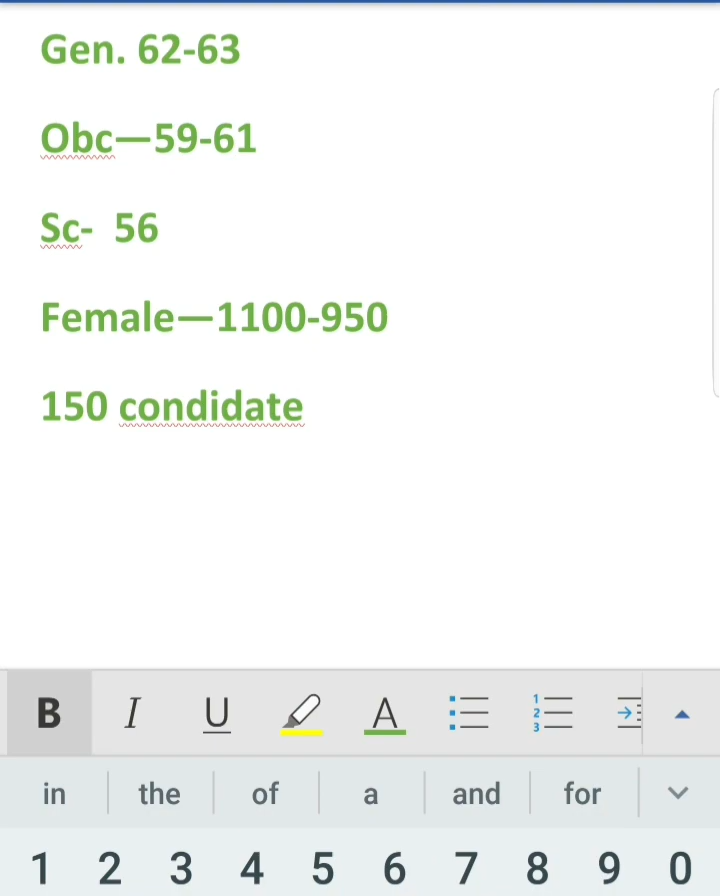 Gen. 62-63
Obc—59-61
Sc-  56
Female—1100-950
150 condidate
B I U A
in the of a and for
1 2 3 4 5 6 7 8 9 0